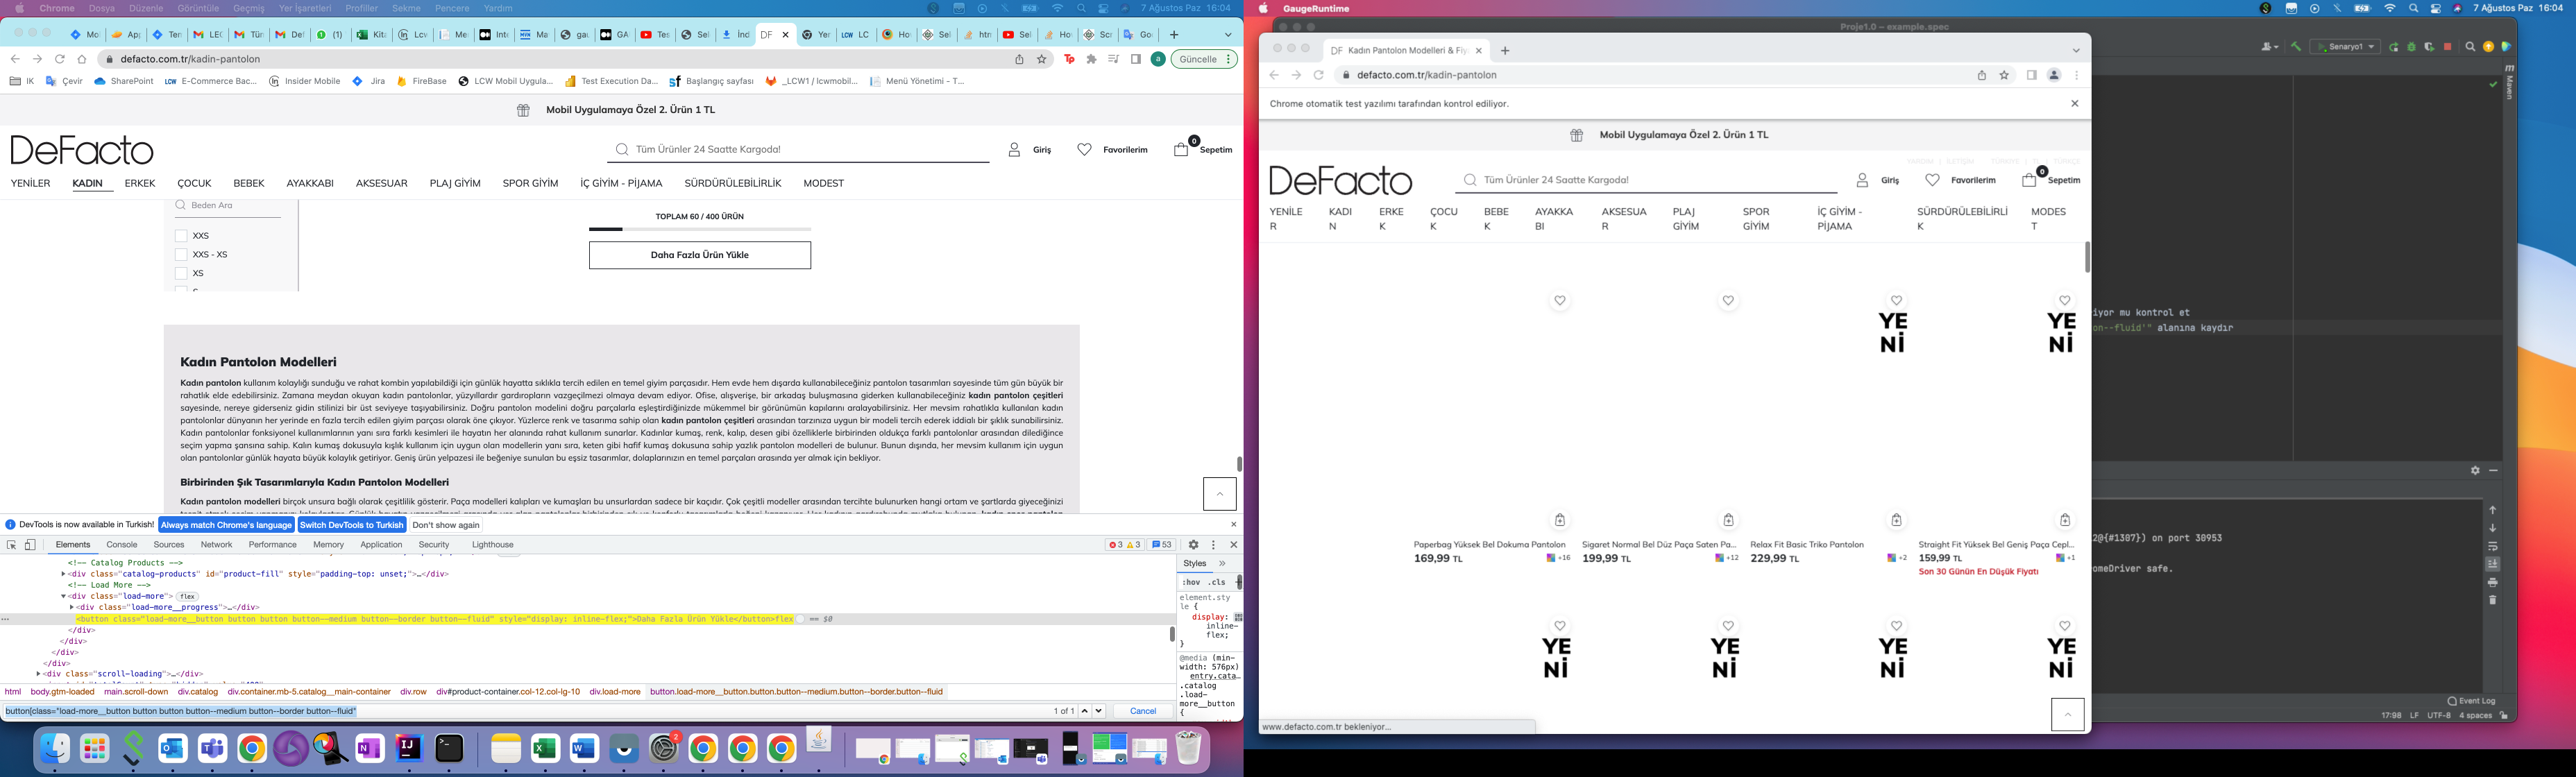 Chrome Dosya Düzenle Görünüm Geçmiş Yer İşaretleri Profiller Sekme Pencere Yardım 7 Ağustos Paz 16:04
defacto.com.tr/kadin-pantolon Güncelle
IK Çevir SharePoint E-Commerce Bac... Insider Mobile Jira FireBase LCW Mobil Uygula... Test Execution Da... Başlangıç sayfası _LCW1 / lcwmobil... Menü Yönetimi - T...
Mobil Uygulamaya Özel 2. Ürün 1 TL
DeFacto Tüm Ürünler 24 Saatte Kargoda! Giriş Favorilerim 0 Sepetim
YENİLER KADIN ERKEK ÇOCUK BEBEK AYAKKABI AKSESUAR PLAJ GİYİM SPOR GİYİM İÇ GİYİM - PİJAMA SÜRDÜRÜLEBİLİRLİK MODEST
Beden Ara
XXS
XXS - XS
XS
TOPLAM 60 / 400 ÜRÜN
Daha Fazla Ürün Yükle
Kadın Pantolon Modelleri
Kadın pantolon kullanım kolaylığı sunduğu ve rahat kombin yapılabildiği için günlük hayatta sıklıkla tercih edilen en temel giyim parçasıdır. Hem evde hem dışarda kullanabileceğiniz pantolon tasarımları sayesinde tüm gün büyük bir
rahatlık elde edebilirsiniz. Zamana meydan okuyan kadın pantolonlar, yüzyıllardır gardıropların vazgeçilmezi olmaya devam ediyor. Ofise, alışverişe, bir arkadaş buluşmasına giderken kullanabileceğiniz kadın pantolon çeşitleri
sayesinde, nereye giderseniz gidin stilinizi bir üst seviyeye taşıyabilirsiniz. Doğru pantolon modelini doğru parçalarla eşleştirdiğinizde mükemmel bir görünümün kapılarını aralayabilirsiniz. Her mevsim rahatlıkla kullanılan kadın
pantolonlar dünyanın her yerinde en fazla tercih edilen giyim parçası olarak öne çıkıyor. Yüzlerce renk ve tasarıma sahip olan kadın pantolon çeşitleri arasından tarzınıza uygun bir modeli tercih ederek iddialı bir şıklık sunabilirsiniz.
Kadın pantolonlar fonksiyonel kullanımlarının yanı sıra farklı kesimleri ile hayatın her alanında rahat kullanım sunarlar. Kadınlar kumaş, renk, kalıp, desen gibi özelliklerle birbirinden oldukça farklı pantolonlar arasından dilediğince
seçim yapma şansına sahip. Kalın kumaş dokusuyla kışlık kullanım için uygun olan modellerin yanı sıra, keten gibi hafif kumaş dokusuna sahip yazlık pantolon modelleri de bulunur. Bunun dışında, her mevsim kullanım için uygun
olan pantolonlar günlük hayata büyük kolaylık getiriyor. Geniş ürün yelpazesi ile beğeniye sunulan bu eşsiz tasarımlar, dolaplarınızın en temel parçaları arasında yer almak için bekliyor.
Birbirinden Şık Tasarımlarıyla Kadın Pantolon Modelleri
Kadın pantolon modelleri birçok unsura bağlı olarak çeşitlilik gösterir. Paça modelleri kalıpları ve kumaşları bu unsurlardan sadece bir kaçıdır. Çok çeşitli modeller arasından tercihte bulunurken hangi ortam ve şartlarda giyeceğinizi
DevTools is now available in Turkish! Always match Chrome's language Switch DevTools to Turkish Don't show again
Elements Console Sources Network Performance Memory Application Security Lighthouse 3 3 53
<!-- Catalog Products -->
<div class="catalog-products" id="product-fill" style="padding-top: unset;">…</div>
<!-- Load More -->
<div class="load-more"> flex
<div class="load-more__progress">…</div>
<button class="load-more__button button button button--medium button--border button--fluid" style="display: inline-flex;">Daha Fazla Ürün Yükle</button>flex == $0
</div>
</div>
</div>
</div>
<div class="scroll-loading">…</div>
Styles
:hov .cls
element.sty
le {
display:
inline-
flex;
}
@media (min-
width: 576px)
entry.cata…
.catalog
.load-
more__button
{
html body.gtm-loaded main.scroll-down div.catalog div.container.mb-5.catalog__main-container div.row div#product-container.col-12.col-lg-10 div.load-more button.load-more__button.button.button--medium.button--border.button--fluid
button[class="load-more__button button button button--medium button--border button--fluid" 1 of 1 Cancel
GaugeRuntime 7 Ağustos Paz 16:04
Proje1.0 – example.spec
Senaryo1
Maven
DF Kadın Pantolon Modelleri & Fiy
defacto.com.tr/kadin-pantolon
Chrome otomatik test yazılımı tarafından kontrol ediliyor.
Mobil Uygulamaya Özel 2. Ürün 1 TL
DeFacto Tüm Ürünler 24 Saatte Kargoda! Giriş Favorilerim 0 Sepetim
YENİLE KADI ERKE ÇOCU BEBE AYAKKA AKSESUA PLAJ SPOR İÇ GİYİM - SÜRDÜRÜLEBİLİRLİ MODES
R N K K K BI R GİYİM GİYİM PİJAMA K T
YE YE
Nİ Nİ
Paperbag Yüksek Bel Dokuma Pantolon Sigaret Normal Bel Düz Paça Saten Pa... Relax Fit Basic Triko Pantolon Straight Fit Yüksek Bel Geniş Paça Cepl...
169,99 TL +16 199,99 TL +12 229,99 TL +2 159,99 TL +1
Son 30 Günün En Düşük Fiyatı
YE YE YE YE
Nİ Nİ Nİ Nİ
www.defacto.com.tr bekleniyor...
iyor mu kontrol et
on--fluid'" alanına kaydır
2@{#1307}) on port 30953
omeDriver safe.
Event Log
17:98 LF UTF-8 4 spaces